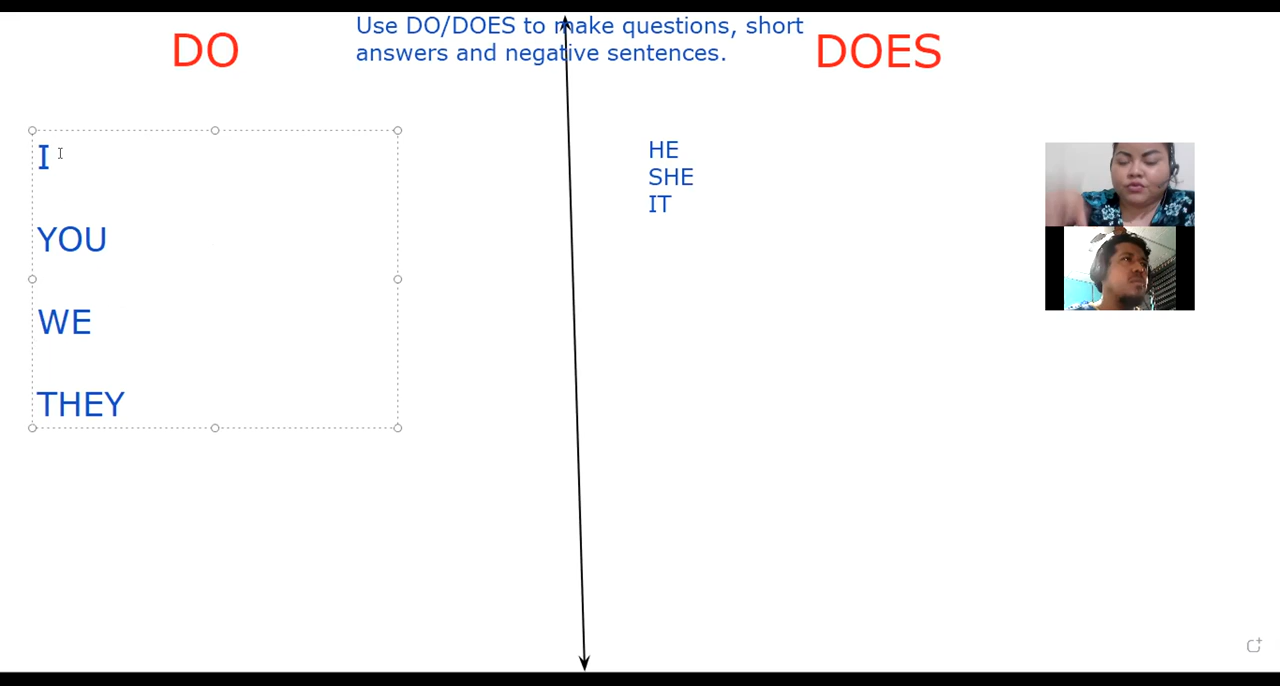 DO
Use DO/DOES to make questions, short
answers and negative sentences.
DOES
I
YOU
WE
THEY
HE
SHE
IT